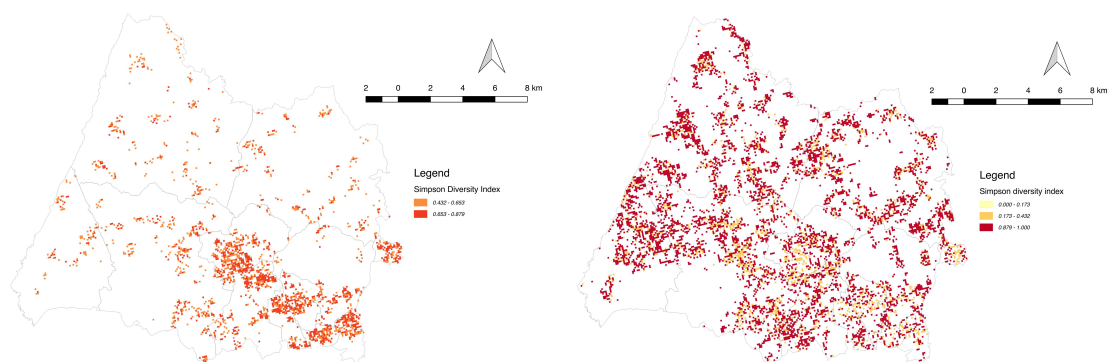 2 0 2 4 6 8 km
Legend
Simpson Diversity Index
0.432 - 0.653
0.653 - 0.879
2 0 2 4 6 8 km
Legend
Simpson diversity index
0.000 - 0.173
0.173 - 0.432
0.879 - 1.000